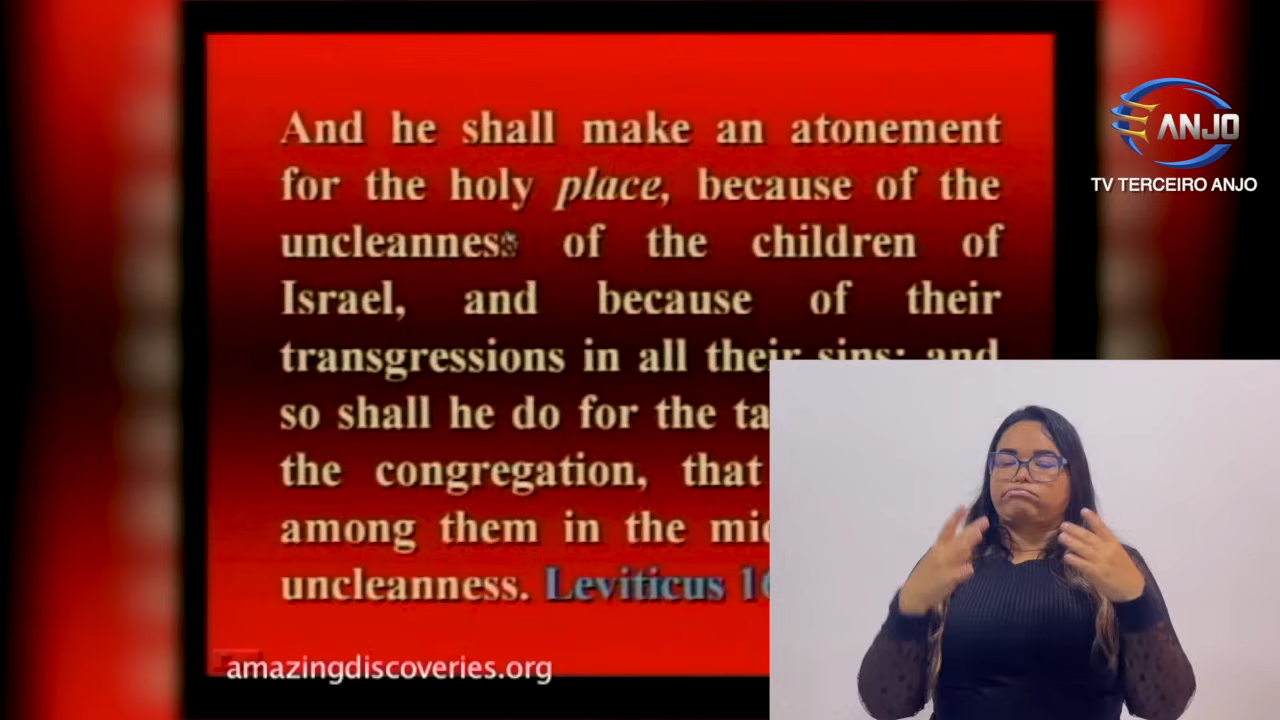 And he shall make an atonement
for the holy place, because of the
uncleanness of the children of
Israel, and because of their
transgressions in all their sins: and
so shall he do for the
the congregation, that
among them in the
uncleanness. Leviticus
amazingdiscoveries.org
ANJO
TV TERCEIRO ANJO